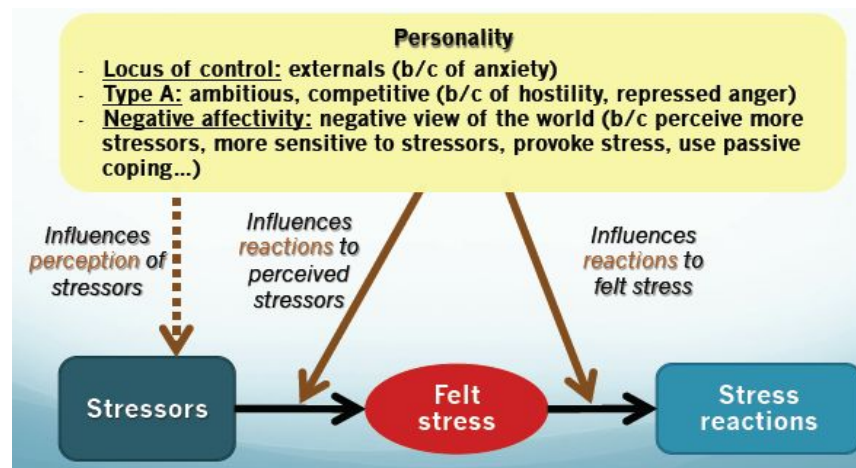 Personality
- Locus of control: externals (b/c of anxiety)
- Type A: ambitious, competitive (b/c of hostility, repressed anger)
- Negative affectivity: negative view of the world (b/c perceive more
stressors, more sensitive to stressors, provoke stress, use passive
coping...)
Influences
perception of
stressors
Influences
reactions to
perceived
stressors
Influences
reactions to
felt stress
Stressors
Felt
stress
Stress
reactions